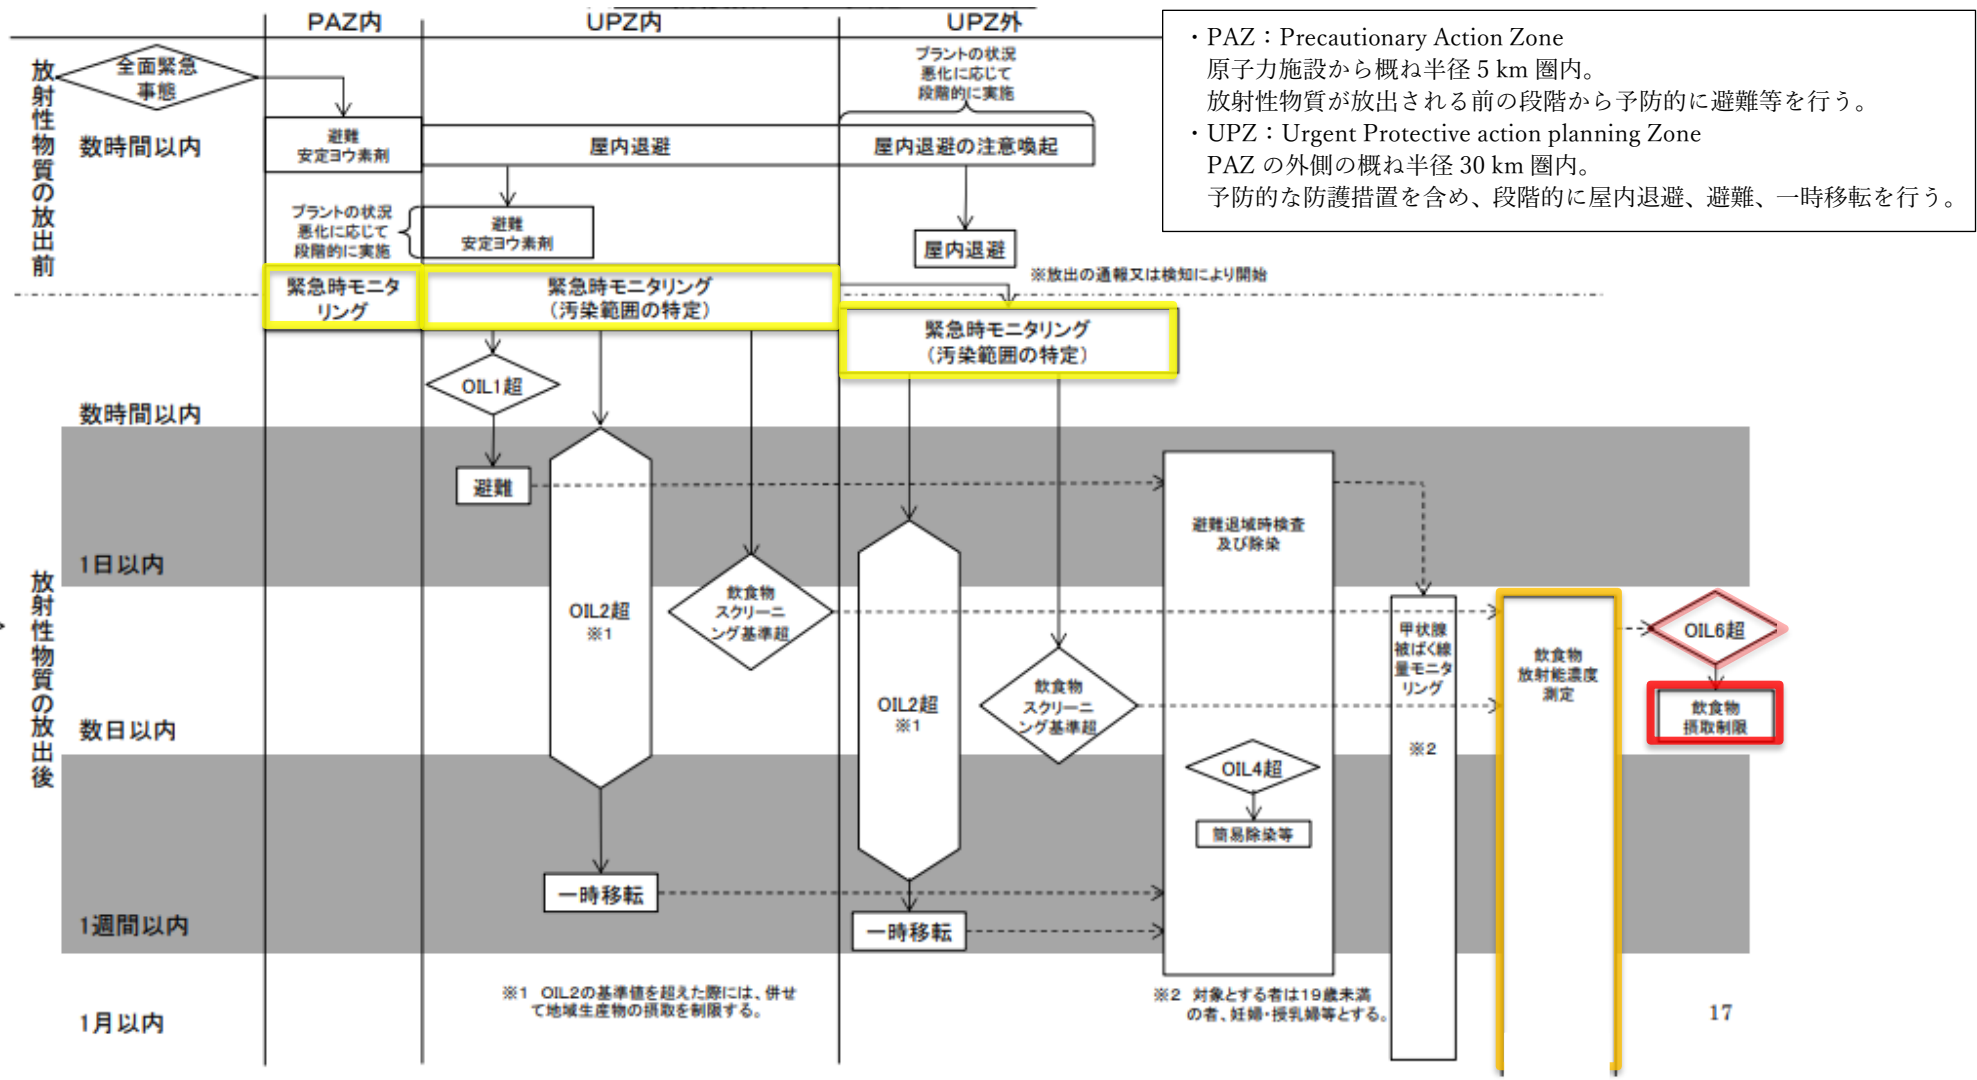 PAZ内
UPZ内
UPZ外
・PAZ：Precautionary Action Zone
原子力施設から概ね半径 5 km 圏内。
放射性物質が放出される前の段階から予防的に避難等を行う。
・UPZ：Urgent Protective action planning Zone
PAZ の外側の概ね半径 30 km 圏内。
予防的な防護措置を含め、段階的に屋内退避、避難、一時移転を行う。
放射性物質の放出前
全面緊急
事態
プラントの状況
悪化に応じて
段階的に実施
数時間以内
避難
安定ヨウ素剤
屋内退避
屋内退避の注意喚起
プラントの状況
悪化に応じて
段階的に実施
避難
安定ヨウ素剤
屋内退避
※放出の通報又は検知により開始
緊急時モニタ
リング
緊急時モニタリング
（汚染範囲の特定）
緊急時モニタリング
（汚染範囲の特定）
放射性物質の放出後
OIL1超
数時間以内
避難
避難退域時検査
及び除染
1日以内
OIL2超
※1
飲食物
スクリーニ
ング基準超
OIL2超
※1
飲食物
スクリーニ
ング基準超
甲状腺
被ばく線
量モニタ
リング
※2
飲食物
放射能濃度
測定
OIL6超
飲食物
摂取制限
数日以内
OIL4超
簡易除染等
一時移転
1週間以内
一時移転
※1 OIL2の基準値を超えた際には、併せ
て地域生産物の摂取を制限する。
※2 対象とする者は19歳未満
の者、妊婦・授乳婦等とする。
1月以内
17